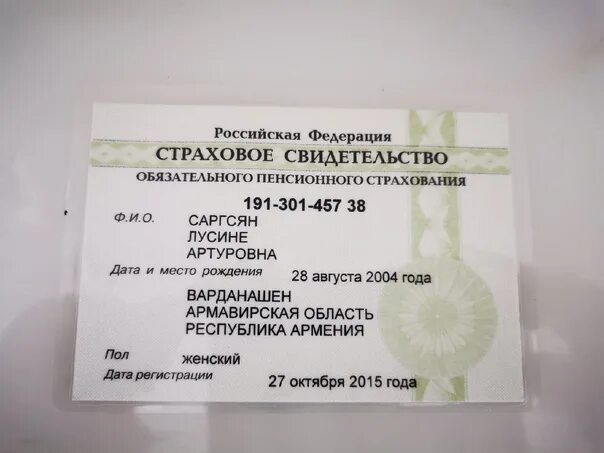 Российская Федерация
СТРАХОВОЕ СВИДЕТЕЛЬСТВО
ОБЯЗАТЕЛЬНОГО ПЕНСИОННОГО СТРАХОВАНИЯ
191-301-457 38
Ф.И.О. САРГСЯН
ЛУСИНЕ
АРТУРОВНА
Дата и место рождения 28 августа 2004 года
ВАРДАНАШЕН
АРМАВИРСКАЯ ОБЛАСТЬ
РЕСПУБЛИКА АРМЕНИЯ
Пол женский
Дата регистрации 27 октября 2015 года